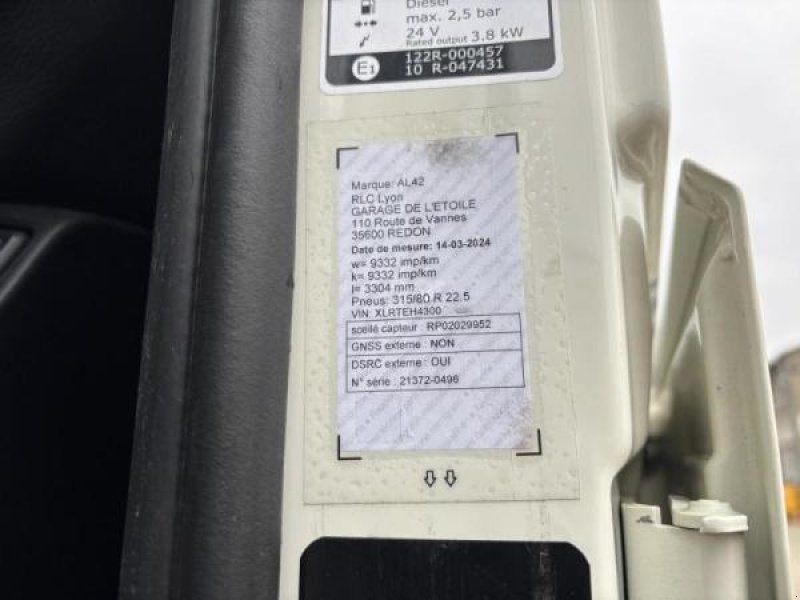 Diesel
max. 2,5 bar
24 V
Rated output 3.8 kW
E1
122R-000457
10 R-047431
Marque: AL42
RLC Lyon
GARAGE DE L'ETOILE
110 Route de Vannes
35600 REDON
Date de mesure: 14-03-2024
w= 9332 imp/km
k= 9332 imp/km
l= 3304 mm
Pneus: 315/80 R 22.5
VIN: XLRTEH4300
scellé capteur : RP02029952
GNSS externe : NON
DSRC externe : OUI
N° série : 21372-0496